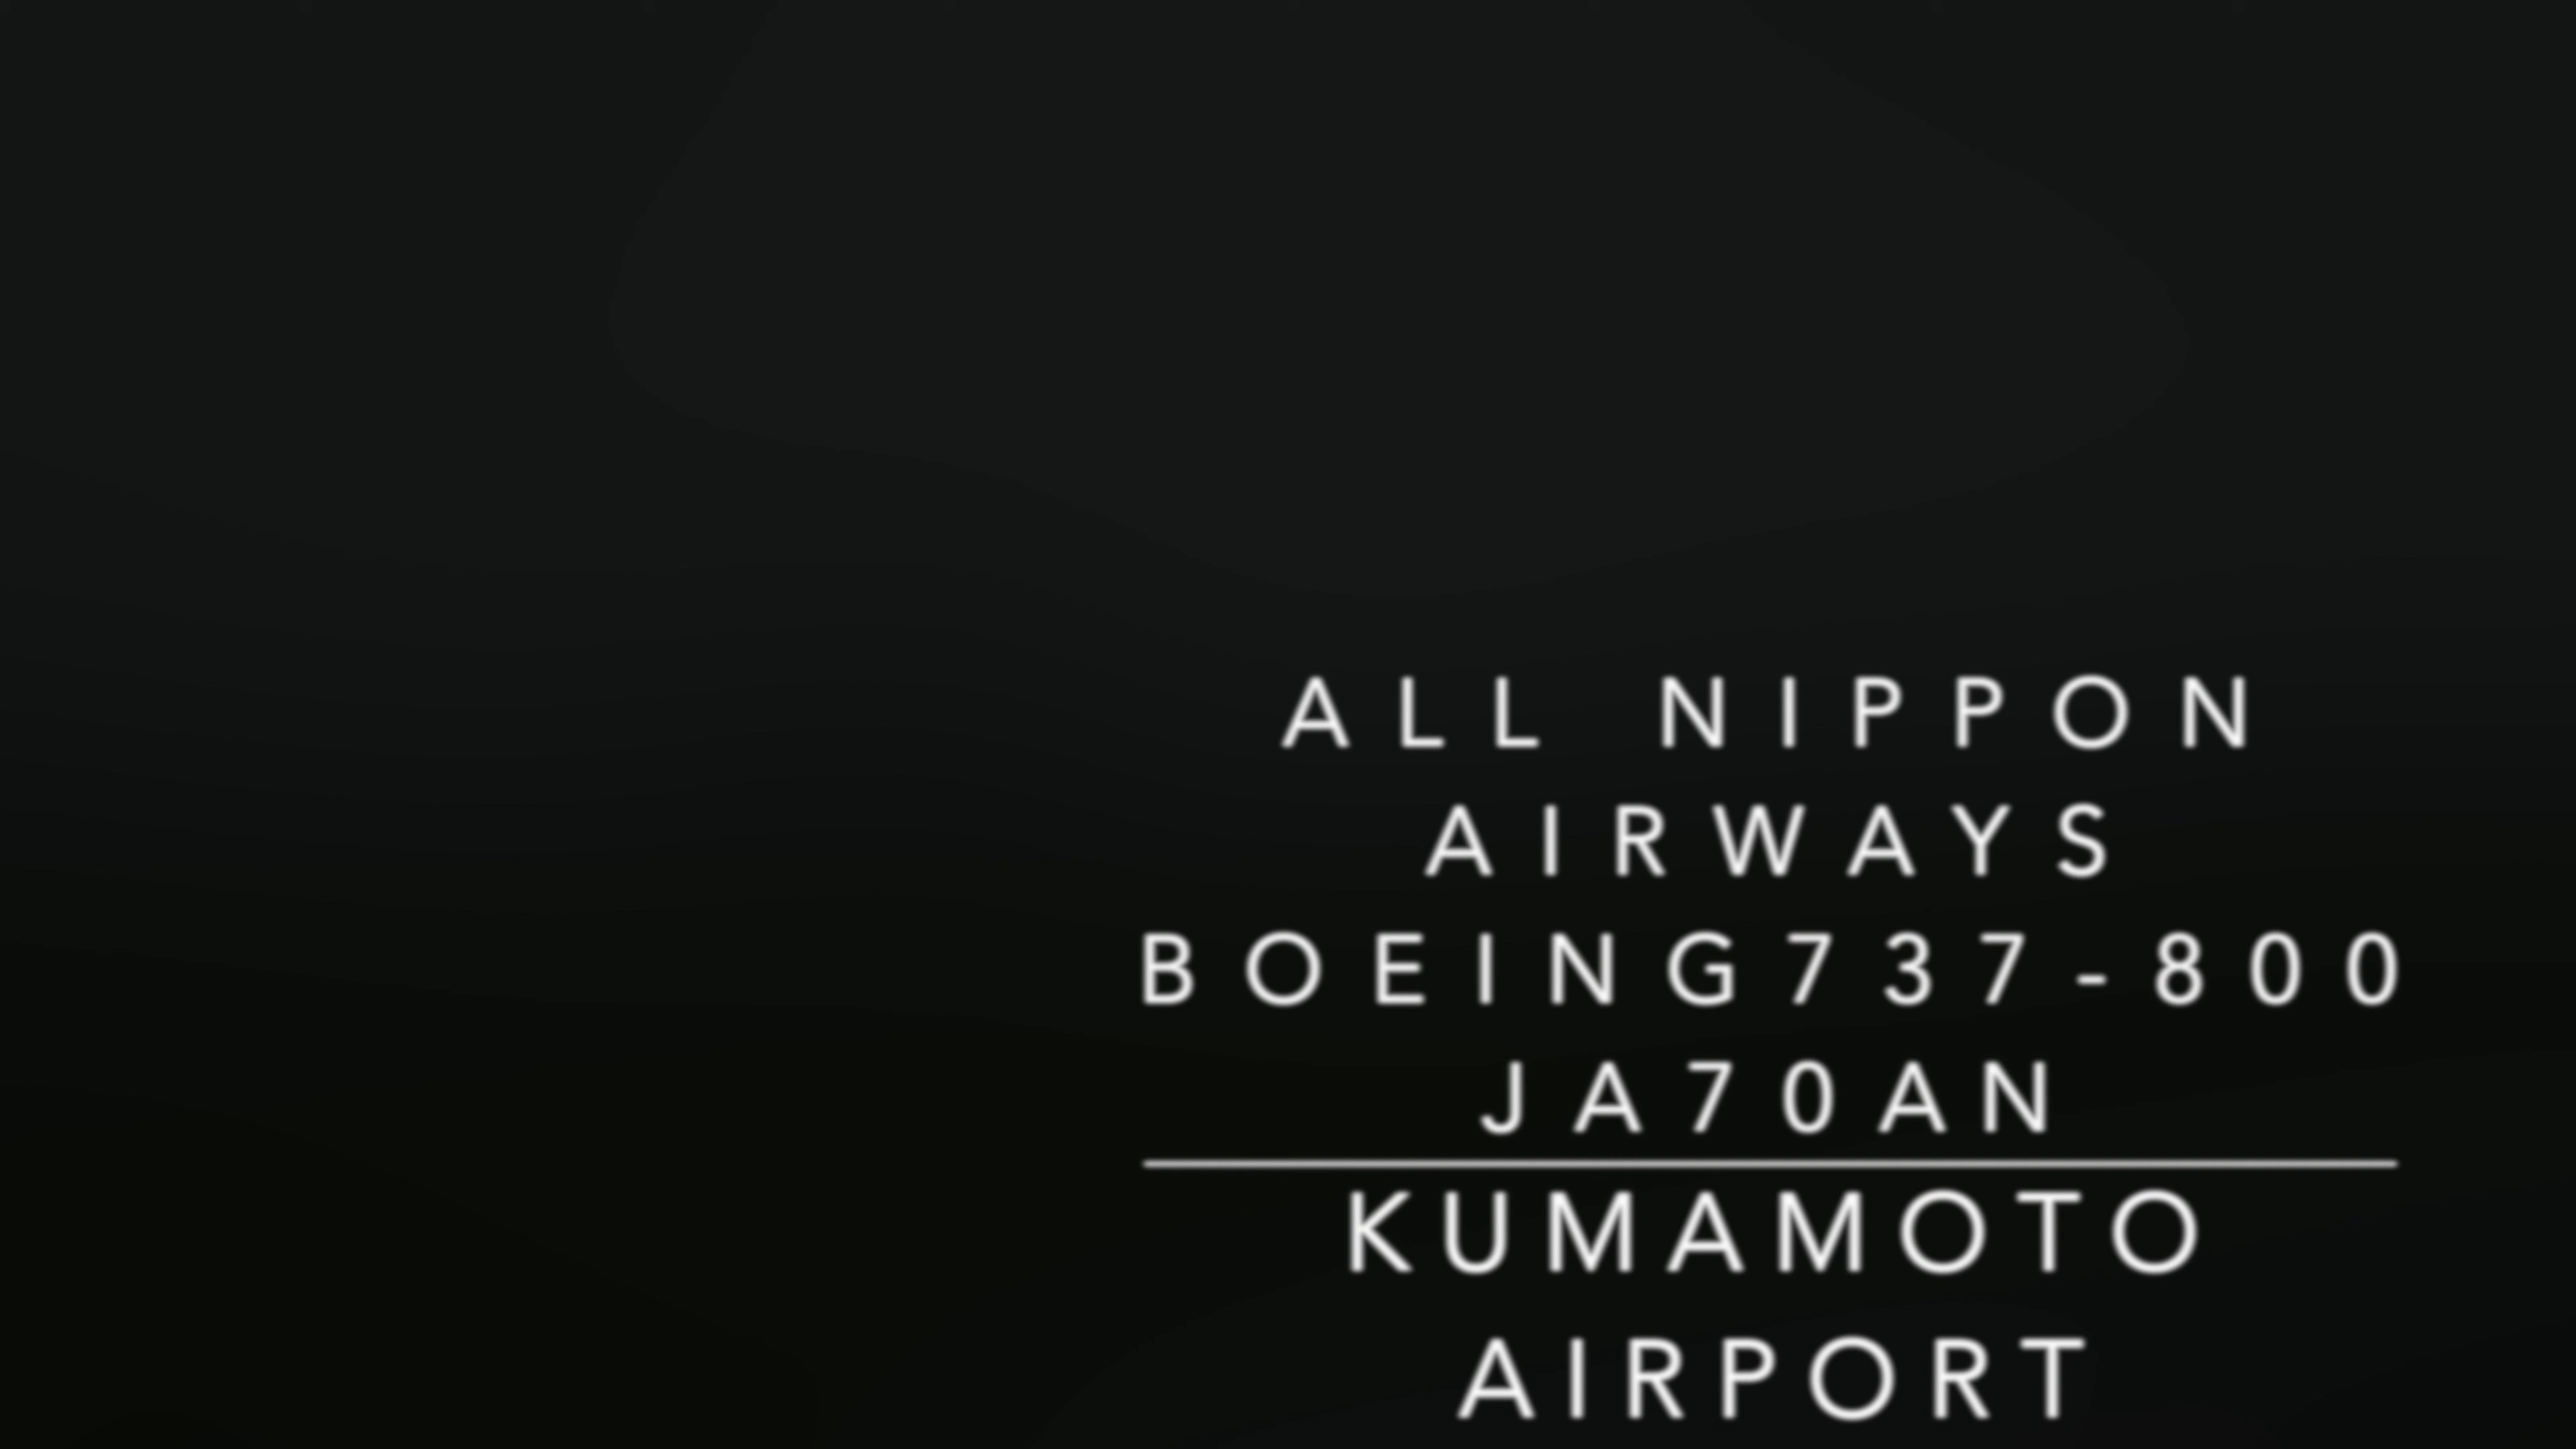 ALL NIPPON
AIRWAYS
BOEING737-800
JA70AN
KUMAMOTO
AIRPORT